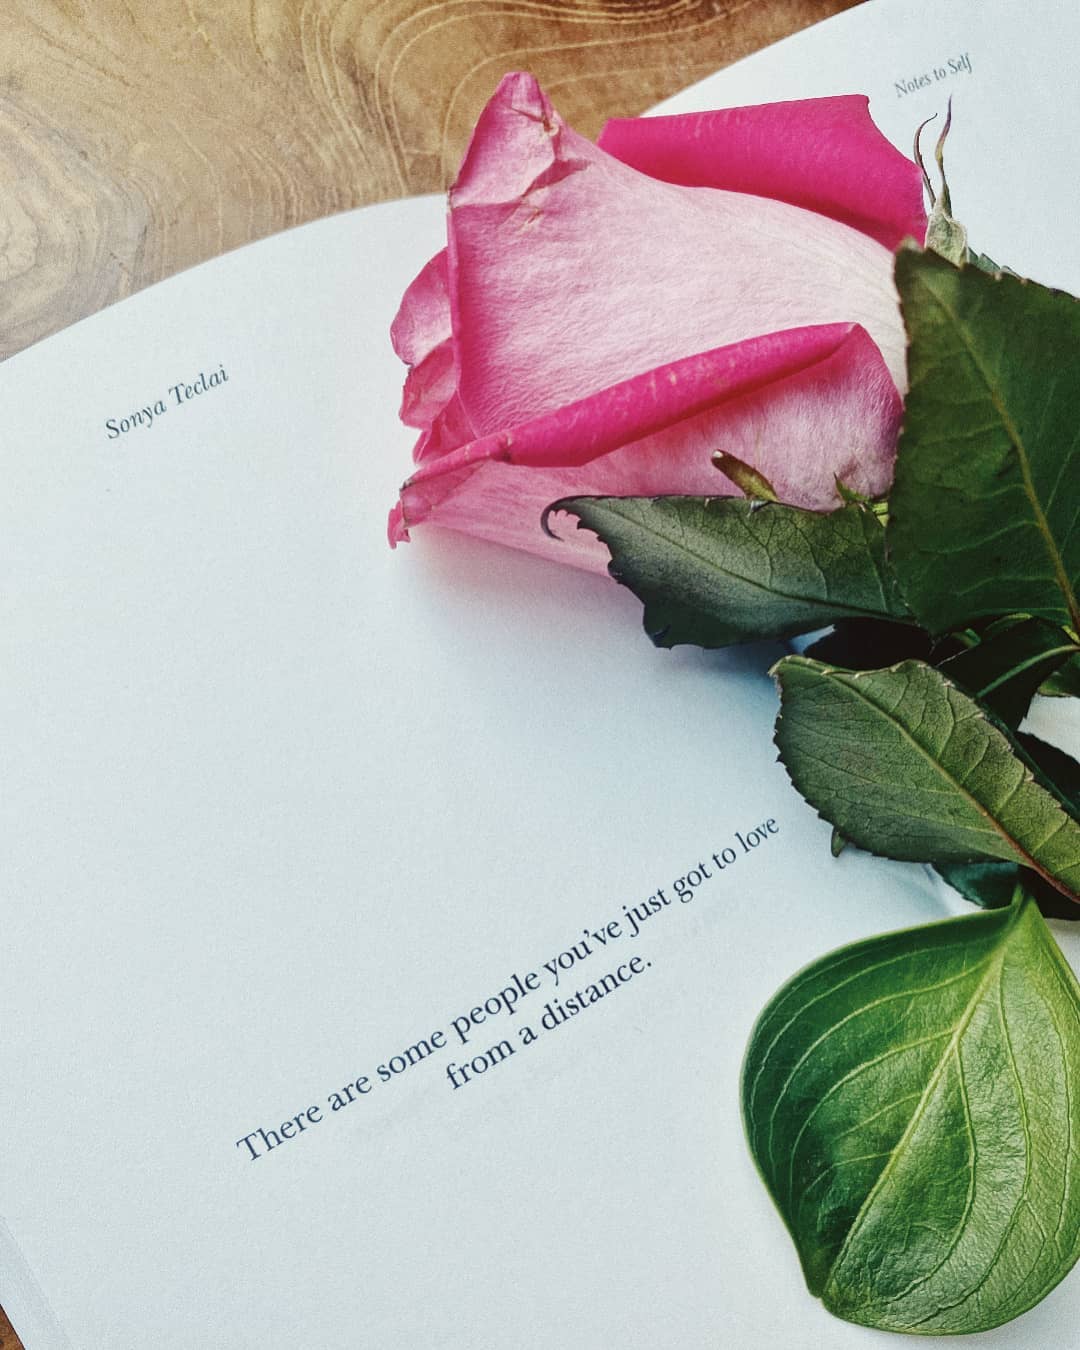 Sonya Teclai
Notes to Self
There are some people you've just got to love
from a distance.